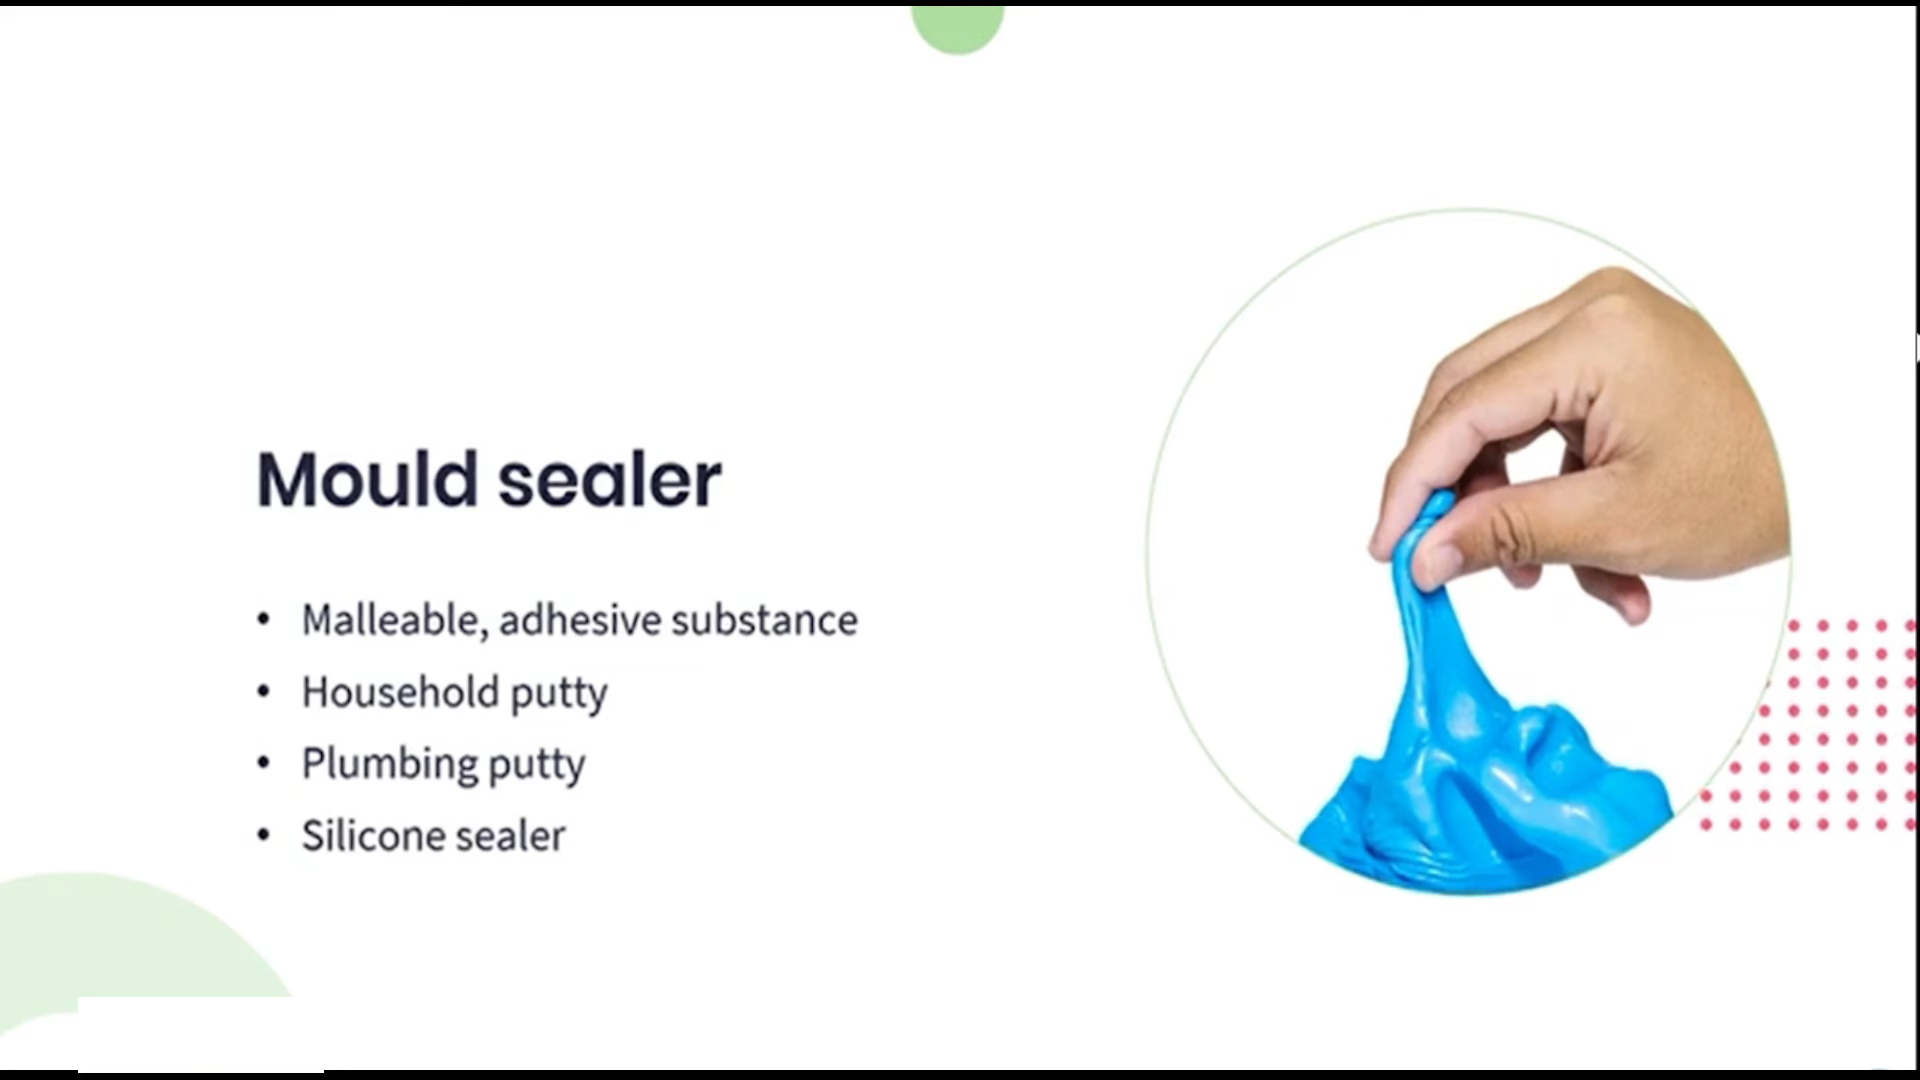 Mould sealer
• Malleable, adhesive substance
• Household putty
• Plumbing putty
• Silicone sealer